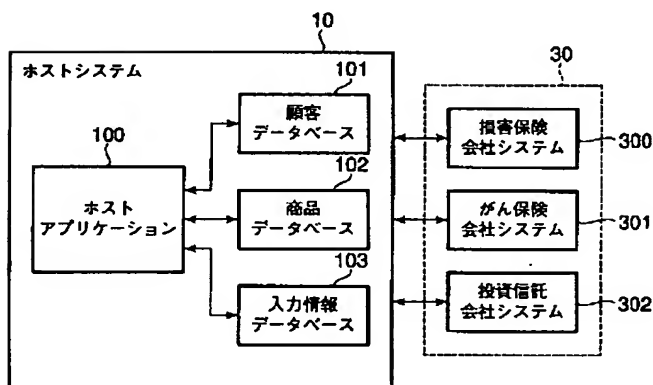 10
ホストシステム
101
顧客
データベース
100
ホスト
アプリケーション
102
商品
データベース
103
入力情報
データベース
30
損害保険
会社システム
300
がん保険
会社システム
301
投資信託
会社システム
302